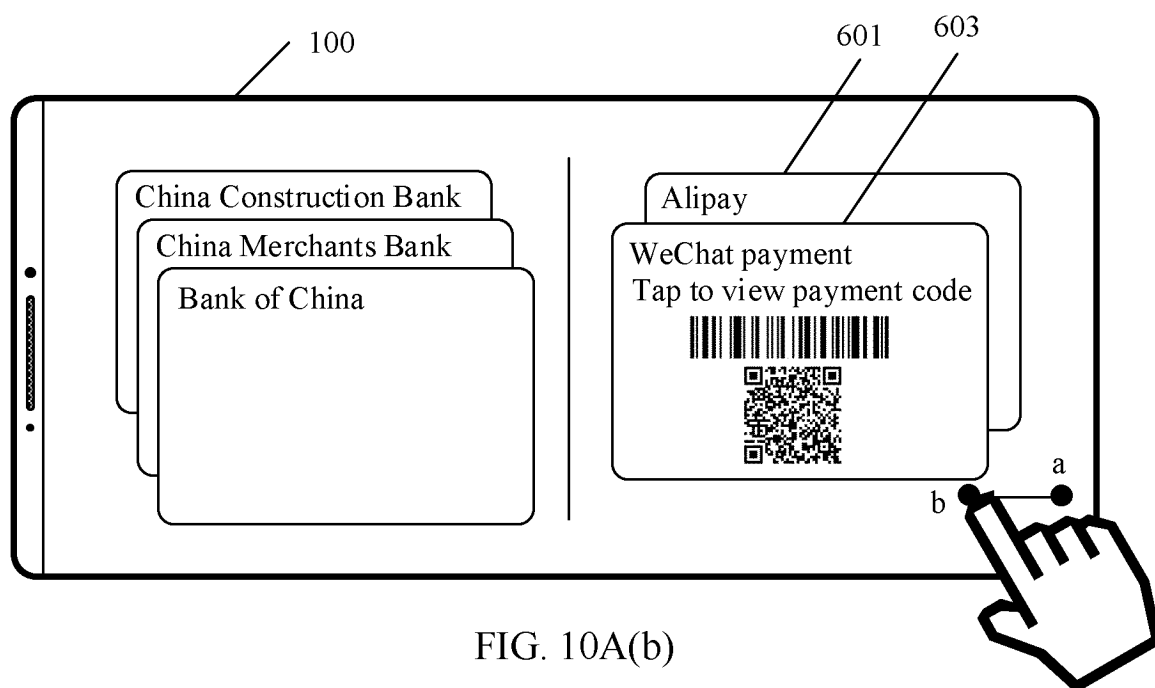 100
601
603
China Construction Bank
China Merchants Bank
Bank of China
Alipay
WeChat payment
Tap to view payment code
a
b
FIG. 10A(b)